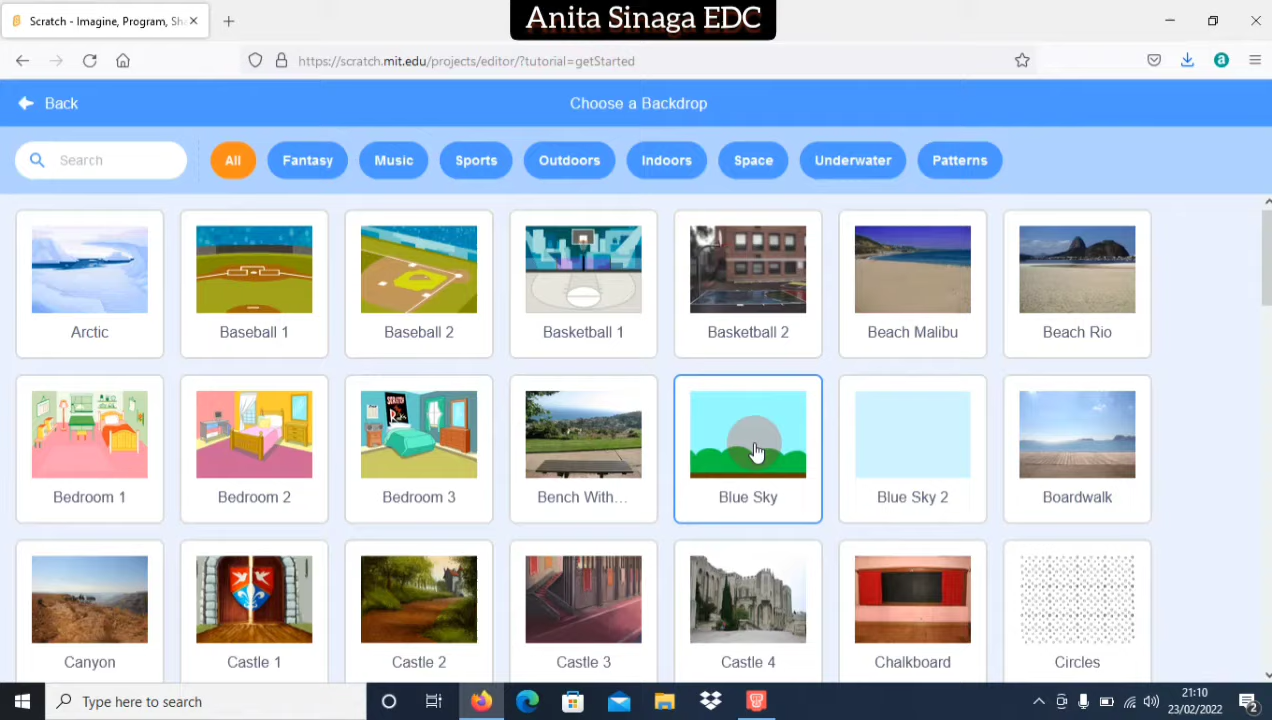 Anita Sinaga EDC
Scratch - Imagine, Program, Sha
https://scratch.mit.edu/projects/editor/?tutorial=getStarted
Back
Choose a Backdrop
Search
All
Fantasy
Music
Sports
Outdoors
Indoors
Space
Underwater
Patterns
Arctic
Baseball 1
Baseball 2
Basketball 1
Basketball 2
Beach Malibu
Beach Rio
Bedroom 1
Bedroom 2
Bedroom 3
Bench With...
Blue Sky
Blue Sky 2
Boardwalk
Canyon
Castle 1
Castle 2
Castle 3
Castle 4
Chalkboard
Circles
Type here to search
21:10
23/02/2022
2